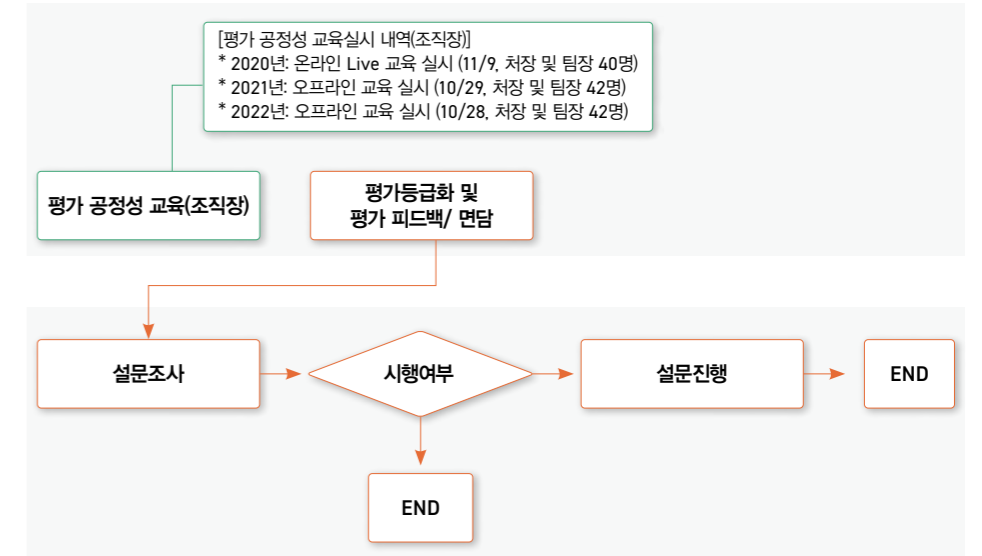 [평가 공정성 교육실시 내역(조직장)]
* 2020년: 온라인 Live 교육 실시 (11/9, 처장 및 팀장 40명)
* 2021년: 오프라인 교육 실시 (10/29, 처장 및 팀장 42명)
* 2022년: 오프라인 교육 실시 (10/28, 처장 및 팀장 42명)
평가 공정성 교육(조직장)
평가등급화 및
평가 피드백/ 면담
설문조사
시행여부
설문진행
END
END